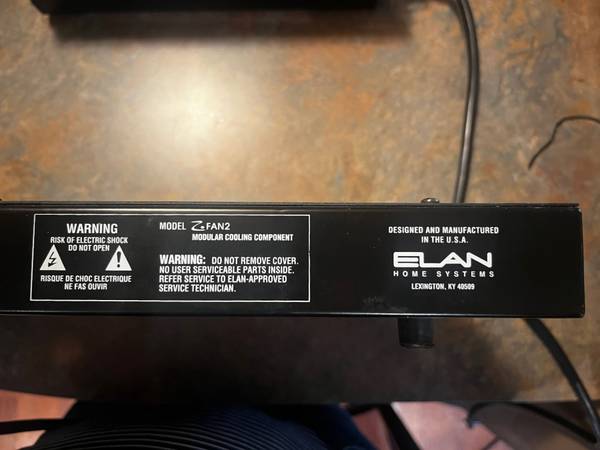 WARNING
RISK OF ELECTRIC SHOCK
DO NOT OPEN
RISQUE DE CHOC ELECTRIQUE
NE FAS OUVIR
MODEL Z FAN2
MODULAR COOLING COMPONENT
WARNING: DO NOT REMOVE COVER.
NO USER SERVICEABLE PARTS INSIDE.
REFER SERVICE TO ELAN-APPROVED
SERVICE TECHNICIAN.
DESIGNED AND MANUFACTURED
IN THE U.S.A.
ELAN
HOME SYSTEMS
LEXINGTON, KY 40509